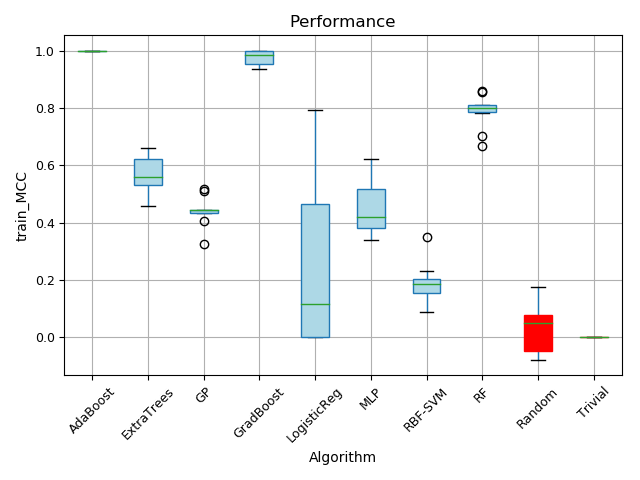 Performance
train_MCC
1.0
0.8
0.6
0.4
0.2
0.0
AdaBoost
ExtraTrees
GP
GradBoost
LogisticReg
MLP
RBF-SVM
RF
Random
Trivial
Algorithm